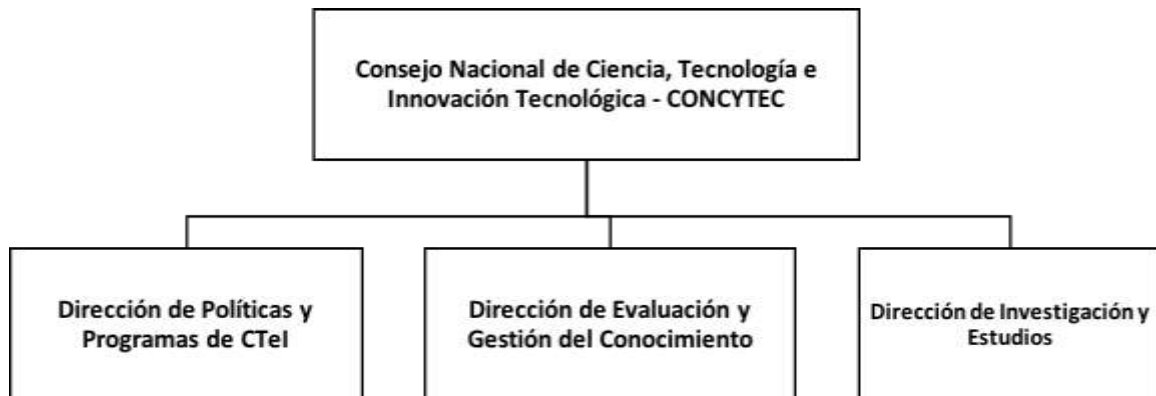 Consejo Nacional de Ciencia, Tecnología e
Innovación Tecnológica - CONCYTEC
Dirección de Políticas y
Programas de CTeI
Dirección de Evaluación y
Gestión del Conocimiento
Dirección de Investigación y
Estudios